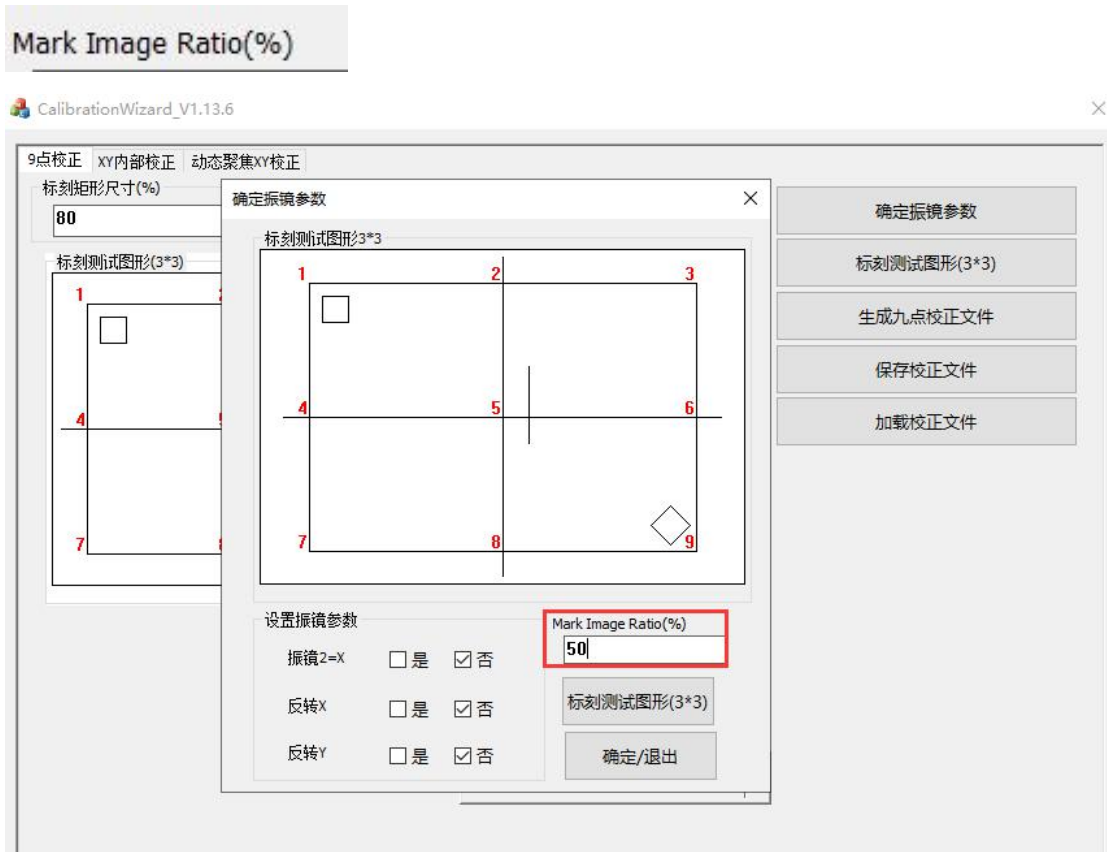 Mark Image Ratio(%)
CalibrationWizard_V1.13.6
9点校正 XY内部校正 动态聚焦XY校正
标刻矩形尺寸(%)
80
标刻测试图形(3*3)
1
4
7
确定振镜参数
标刻测试图形3*3
1 2 3
4 5 6
7 8 9
设置振镜参数
振镜2=X 是 否
反转X 是 否
反转Y 是 否
Mark Image Ratio(%)
50
标刻测试图形(3*3)
确定/退出
确定振镜参数
标刻测试图形(3*3)
生成九点校正文件
保存校正文件
加载校正文件